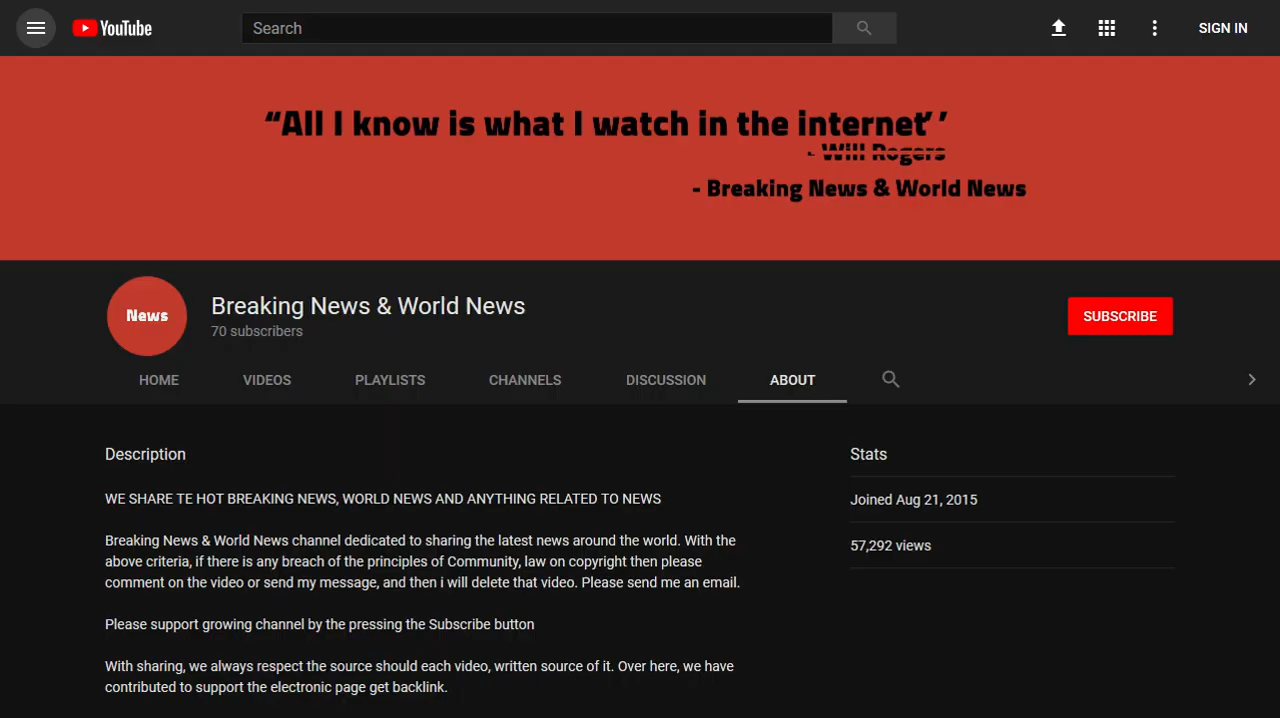 YouTube
Search
SIGN IN
“All I know is what I watch in the internet’’
- Will Rogers
- Breaking News & World News
News
Breaking News & World News
70 subscribers
SUBSCRIBE
HOME VIDEOS PLAYLISTS CHANNELS DISCUSSION ABOUT
Description
WE SHARE TE HOT BREAKING NEWS, WORLD NEWS AND ANYTHING RELATED TO NEWS
Breaking News & World News channel dedicated to sharing the latest news around the world. With the
above criteria, if there is any breach of the principles of Community, law on copyright then please
comment on the video or send my message, and then i will delete that video. Please send me an email.
Please support growing channel by the pressing the Subscribe button
With sharing, we always respect the source should each video, written source of it. Over here, we have
contributed to support the electronic page get backlink.
Stats
Joined Aug 21, 2015
57,292 views